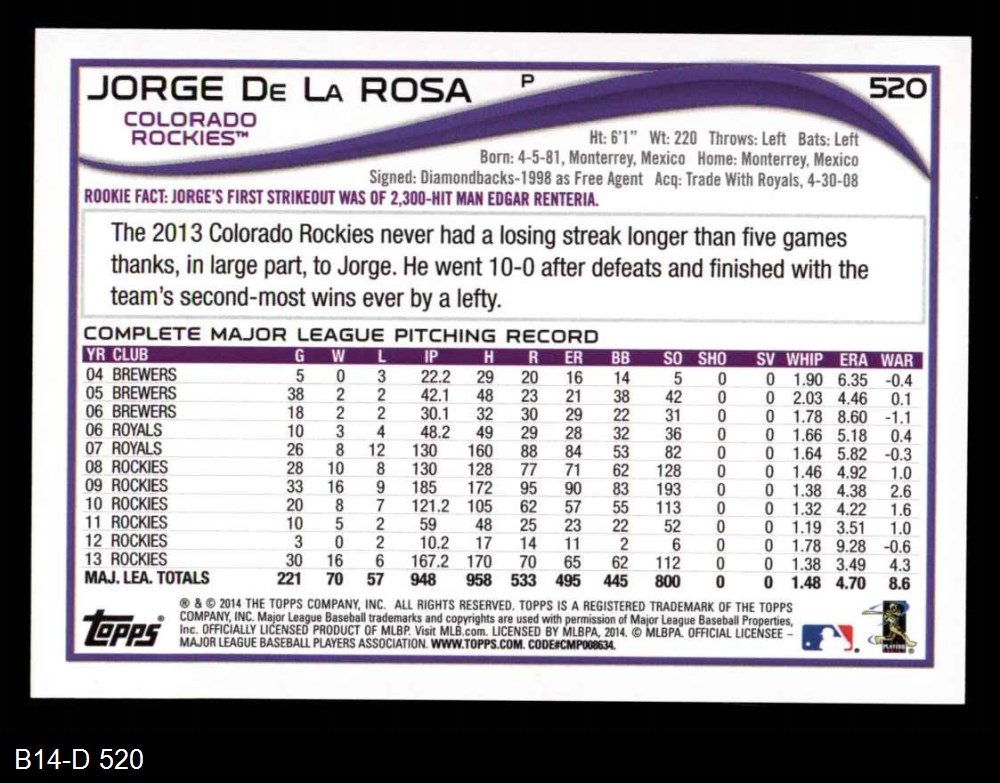 JORGE DE LA ROSA P 520
COLORADO
ROCKIES™
Ht: 6'1" Wt: 220 Throws: Left Bats: Left
Born: 4-5-81, Monterrey, Mexico Home: Monterrey, Mexico
Signed: Diamondbacks-1998 as Free Agent Acq: Trade With Royals, 4-30-08
ROOKIE FACT: JORGE'S FIRST STRIKEOUT WAS OF 2,300-HIT MAN EDGAR RENTERIA.
The 2013 Colorado Rockies never had a losing streak longer than five games
thanks, in large part, to Jorge. He went 10-0 after defeats and finished with the
team's second-most wins ever by a lefty.
COMPLETE MAJOR LEAGUE PITCHING RECORD
YR CLUB G W L IP H R ER BB SO SHO SV WHIP ERA WAR
04 BREWERS 5 0 3 22.2 29 20 16 14 5 0 0 1.90 6.35 -0.4
05 BREWERS 38 2 2 42.1 48 23 21 38 42 0 0 2.03 4.46 0.1
06 BREWERS 18 2 2 30.1 32 30 29 22 31 0 0 1.78 8.60 -1.1
06 ROYALS 10 3 4 48.2 49 29 28 32 36 0 0 1.66 5.18 0.4
07 ROYALS 26 8 12 130 160 88 84 53 82 0 0 1.64 5.82 -0.3
08 ROCKIES 28 10 8 130 128 77 71 62 128 0 0 1.46 4.92 1.0
09 ROCKIES 33 16 9 185 172 95 90 83 193 0 0 1.38 4.38 2.6
10 ROCKIES 20 8 7 121.2 105 62 57 55 113 0 0 1.32 4.22 1.6
11 ROCKIES 10 5 2 59 48 25 23 22 52 0 0 1.19 3.51 1.0
12 ROCKIES 3 0 2 10.2 17 14 11 2 6 0 0 1.78 9.28 -0.6
13 ROCKIES 30 16 6 167.2 170 70 65 62 112 0 0 1.38 3.49 4.3
MAJ. LEA. TOTALS 221 70 57 948 958 533 495 445 800 0 0 1.48 4.70 8.6
® & © 2014 THE TOPPS COMPANY, INC. ALL RIGHTS RESERVED. TOPPS IS A REGISTERED TRADEMARK OF THE TOPPS
COMPANY, INC. Major League Baseball trademarks and copyrights are used with permission of Major League Baseball Properties,
Inc. OFFICIALLY LICENSED PRODUCT OF MLBP. Visit MLB.com. LICENSED BY MLBPA, 2014. © MLBPA. OFFICIAL LICENSEE –
MAJOR LEAGUE BASEBALL PLAYERS ASSOCIATION. WWW.TOPPS.COM. CODE#CMP008634.
Topps®
PLAYERS
B14-D 520